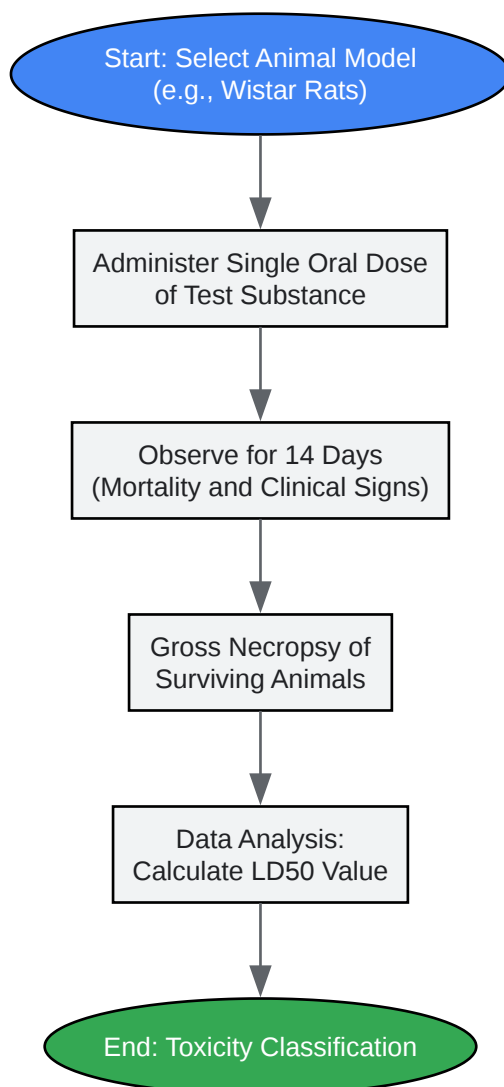 Start: Select Animal Model
(e.g., Wistar Rats)
Administer Single Oral Dose
of Test Substance
Observe for 14 Days
(Mortality and Clinical Signs)
Gross Necropsy of
Surviving Animals
Data Analysis:
Calculate LD50 Value
End: Toxicity Classification